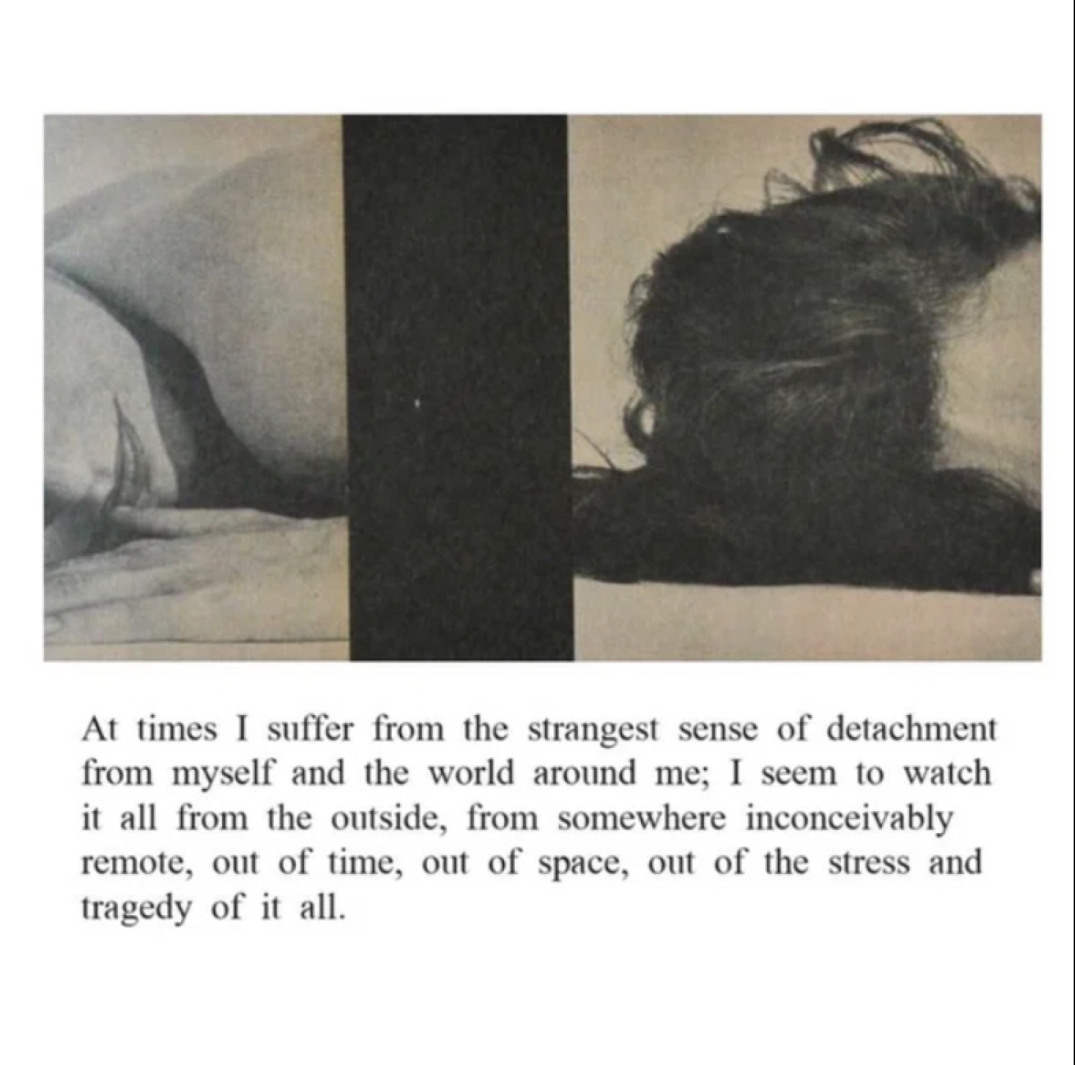 At times I suffer from the strangest sense of detachment
from myself and the world around me; I seem to watch
it all from the outside, from somewhere inconceivably
remote, out of time, out of space, out of the stress and
tragedy of it all.